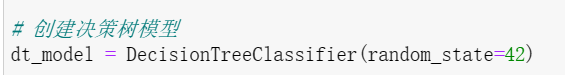 # 创建决策树模型
dt_model = DecisionTreeClassifier(random_state=42)